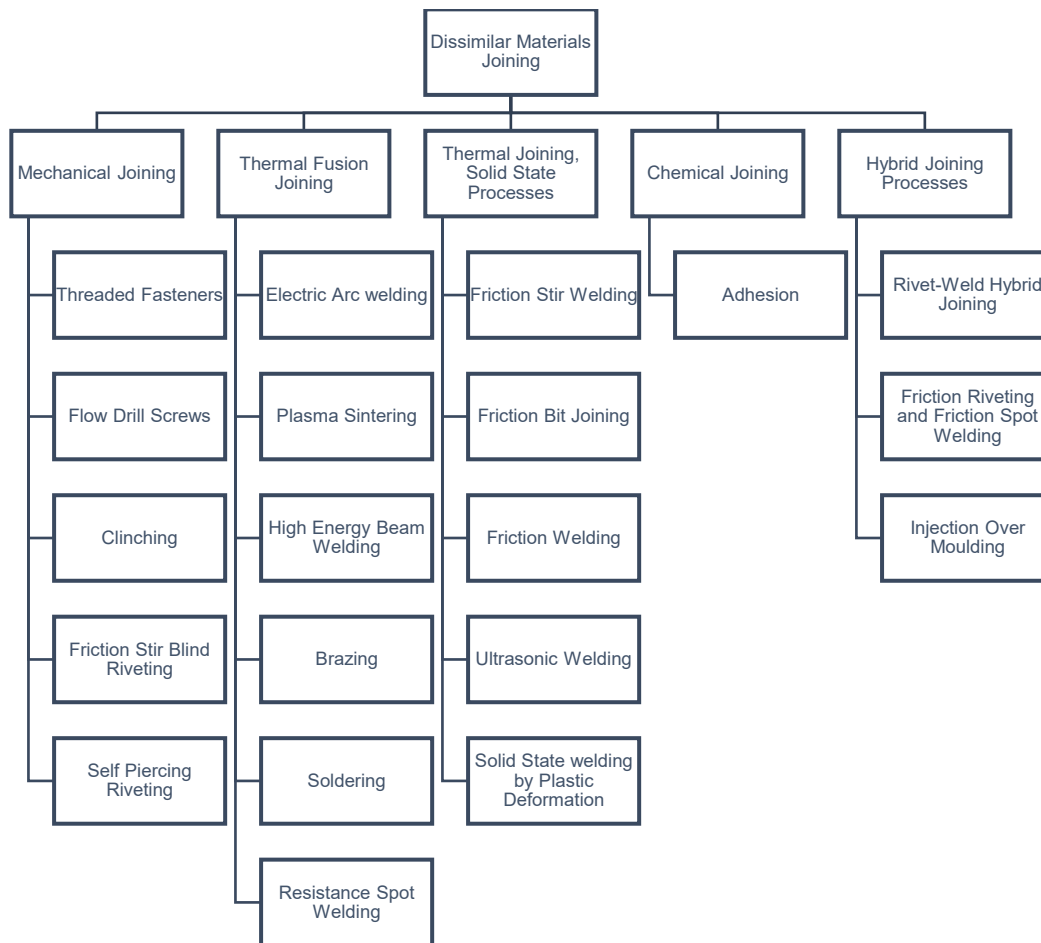 Dissimilar Materials
Joining
Mechanical Joining
Thermal Fusion
Joining
Thermal Joining,
Solid State
Processes
Chemical Joining
Hybrid Joining
Processes
Threaded Fasteners
Flow Drill Screws
Clinching
Friction Stir Blind
Riveting
Self Piercing
Riveting
Electric Arc welding
Plasma Sintering
High Energy Beam
Welding
Brazing
Soldering
Resistance Spot
Welding
Friction Stir Welding
Friction Bit Joining
Friction Welding
Ultrasonic Welding
Solid State welding
by Plastic
Deformation
Adhesion
Rivet-Weld Hybrid
Joining
Friction Riveting
and Friction Spot
Welding
Injection Over
Moulding